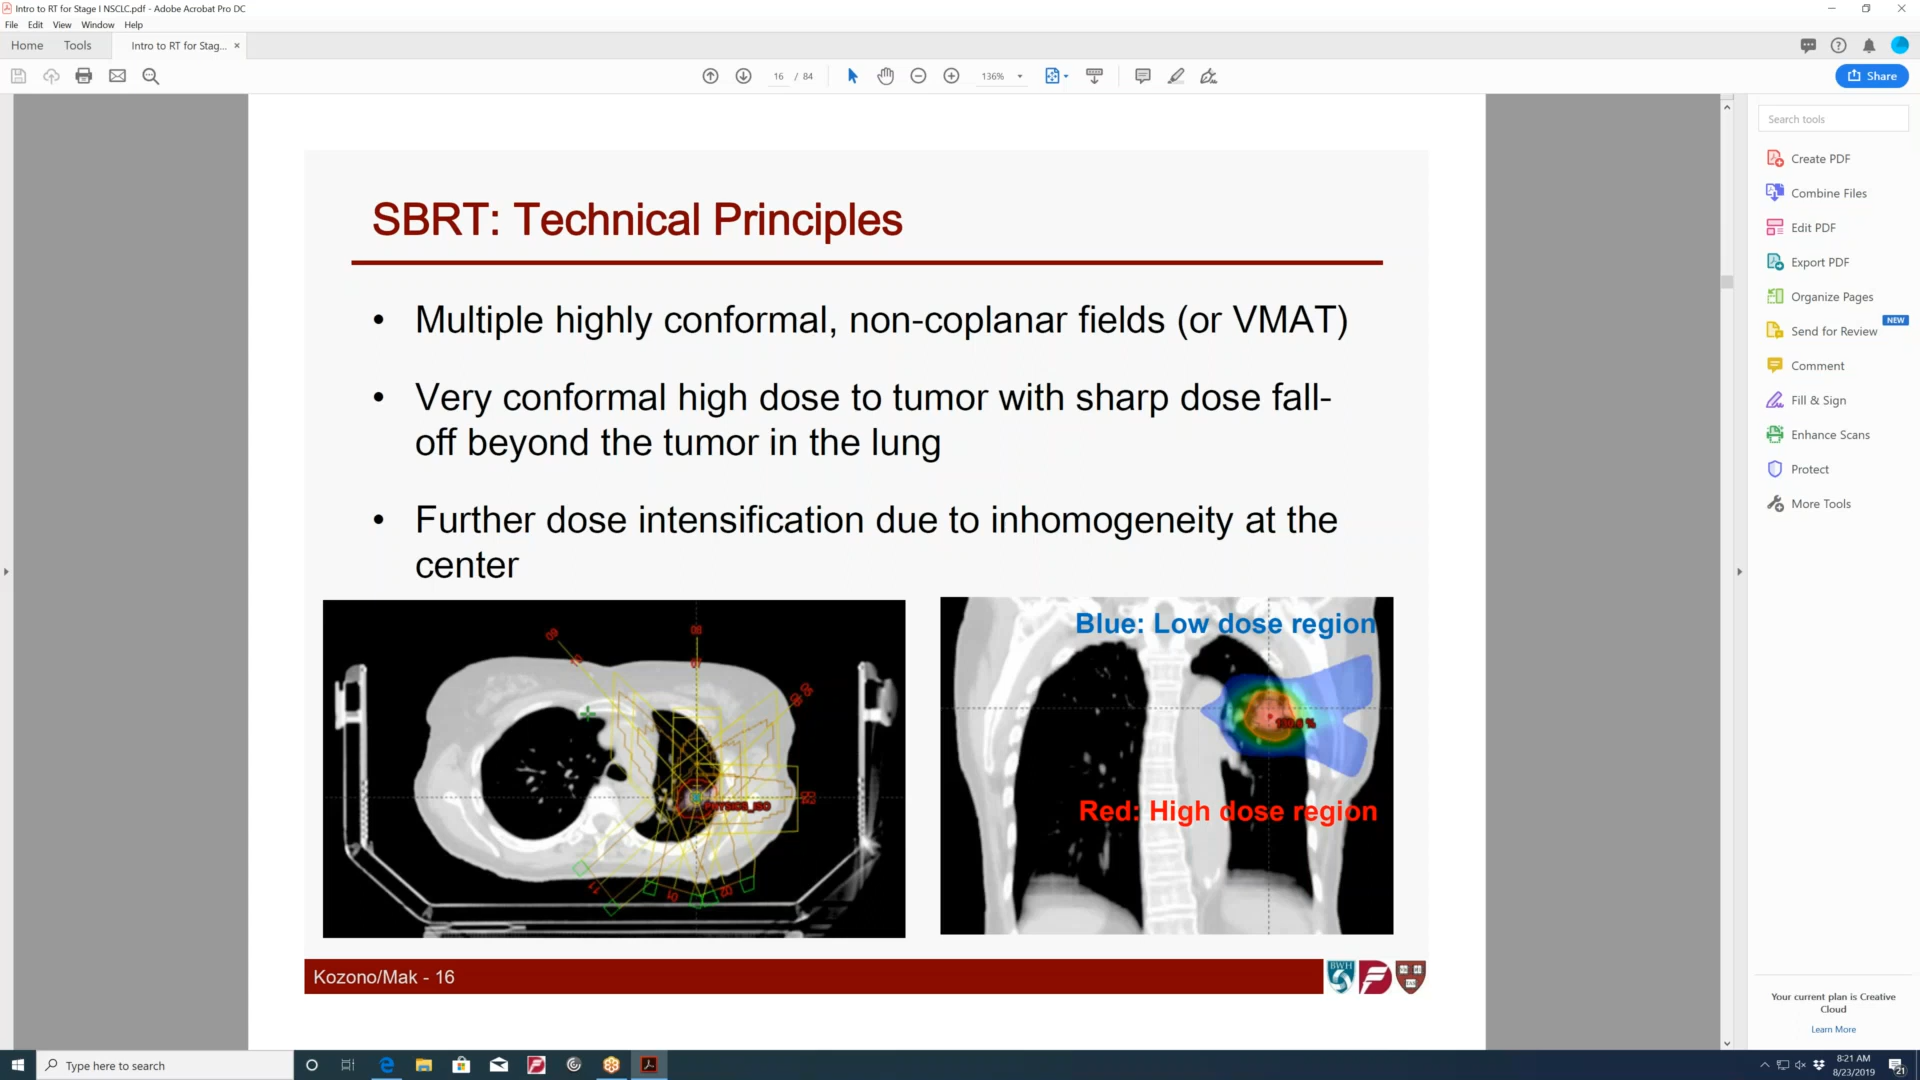 Intro to RT for Stage I NSCLC.pdf - Adobe Acrobat Pro DC
File Edit View Window Help
Home Tools Intro to RT for Stag... ×
16 / 84 136% Share
Search tools
Create PDF
Combine Files
Edit PDF
Export PDF
Organize Pages
NEW
Send for Review
Comment
Fill & Sign
Enhance Scans
Protect
More Tools
SBRT: Technical Principles
• Multiple highly conformal, non-coplanar fields (or VMAT)
• Very conformal high dose to tumor with sharp dose fall-
off beyond the tumor in the lung
• Further dose intensification due to inhomogeneity at the
center
Blue: Low dose region
Red: High dose region
PHYSICS_ISO
Kozono/Mak - 16
BWH
Your current plan is Creative
Cloud
Learn More
Type here to search
8:21 AM
8/23/2019
21